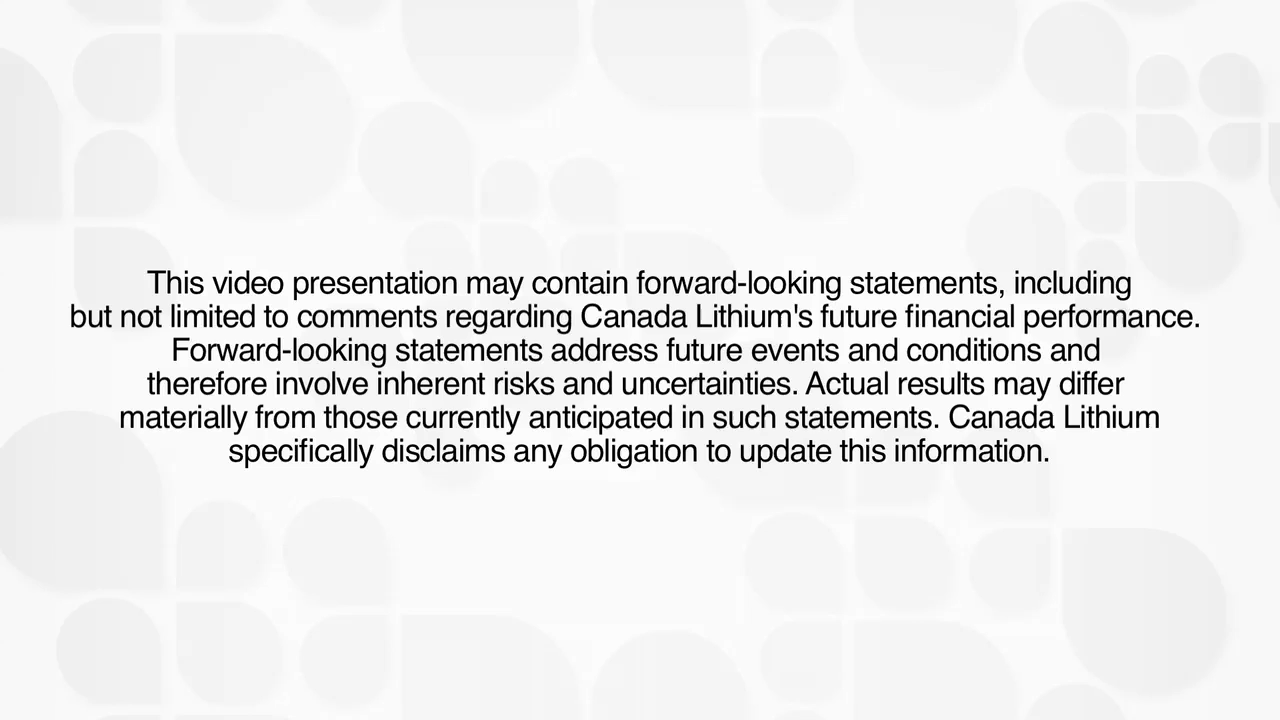 This video presentation may contain forward-looking statements, including
but not limited to comments regarding Canada Lithium's future financial performance.
Forward-looking statements address future events and conditions and
therefore involve inherent risks and uncertainties. Actual results may differ
materially from those currently anticipated in such statements. Canada Lithium
specifically disclaims any obligation to update this information.